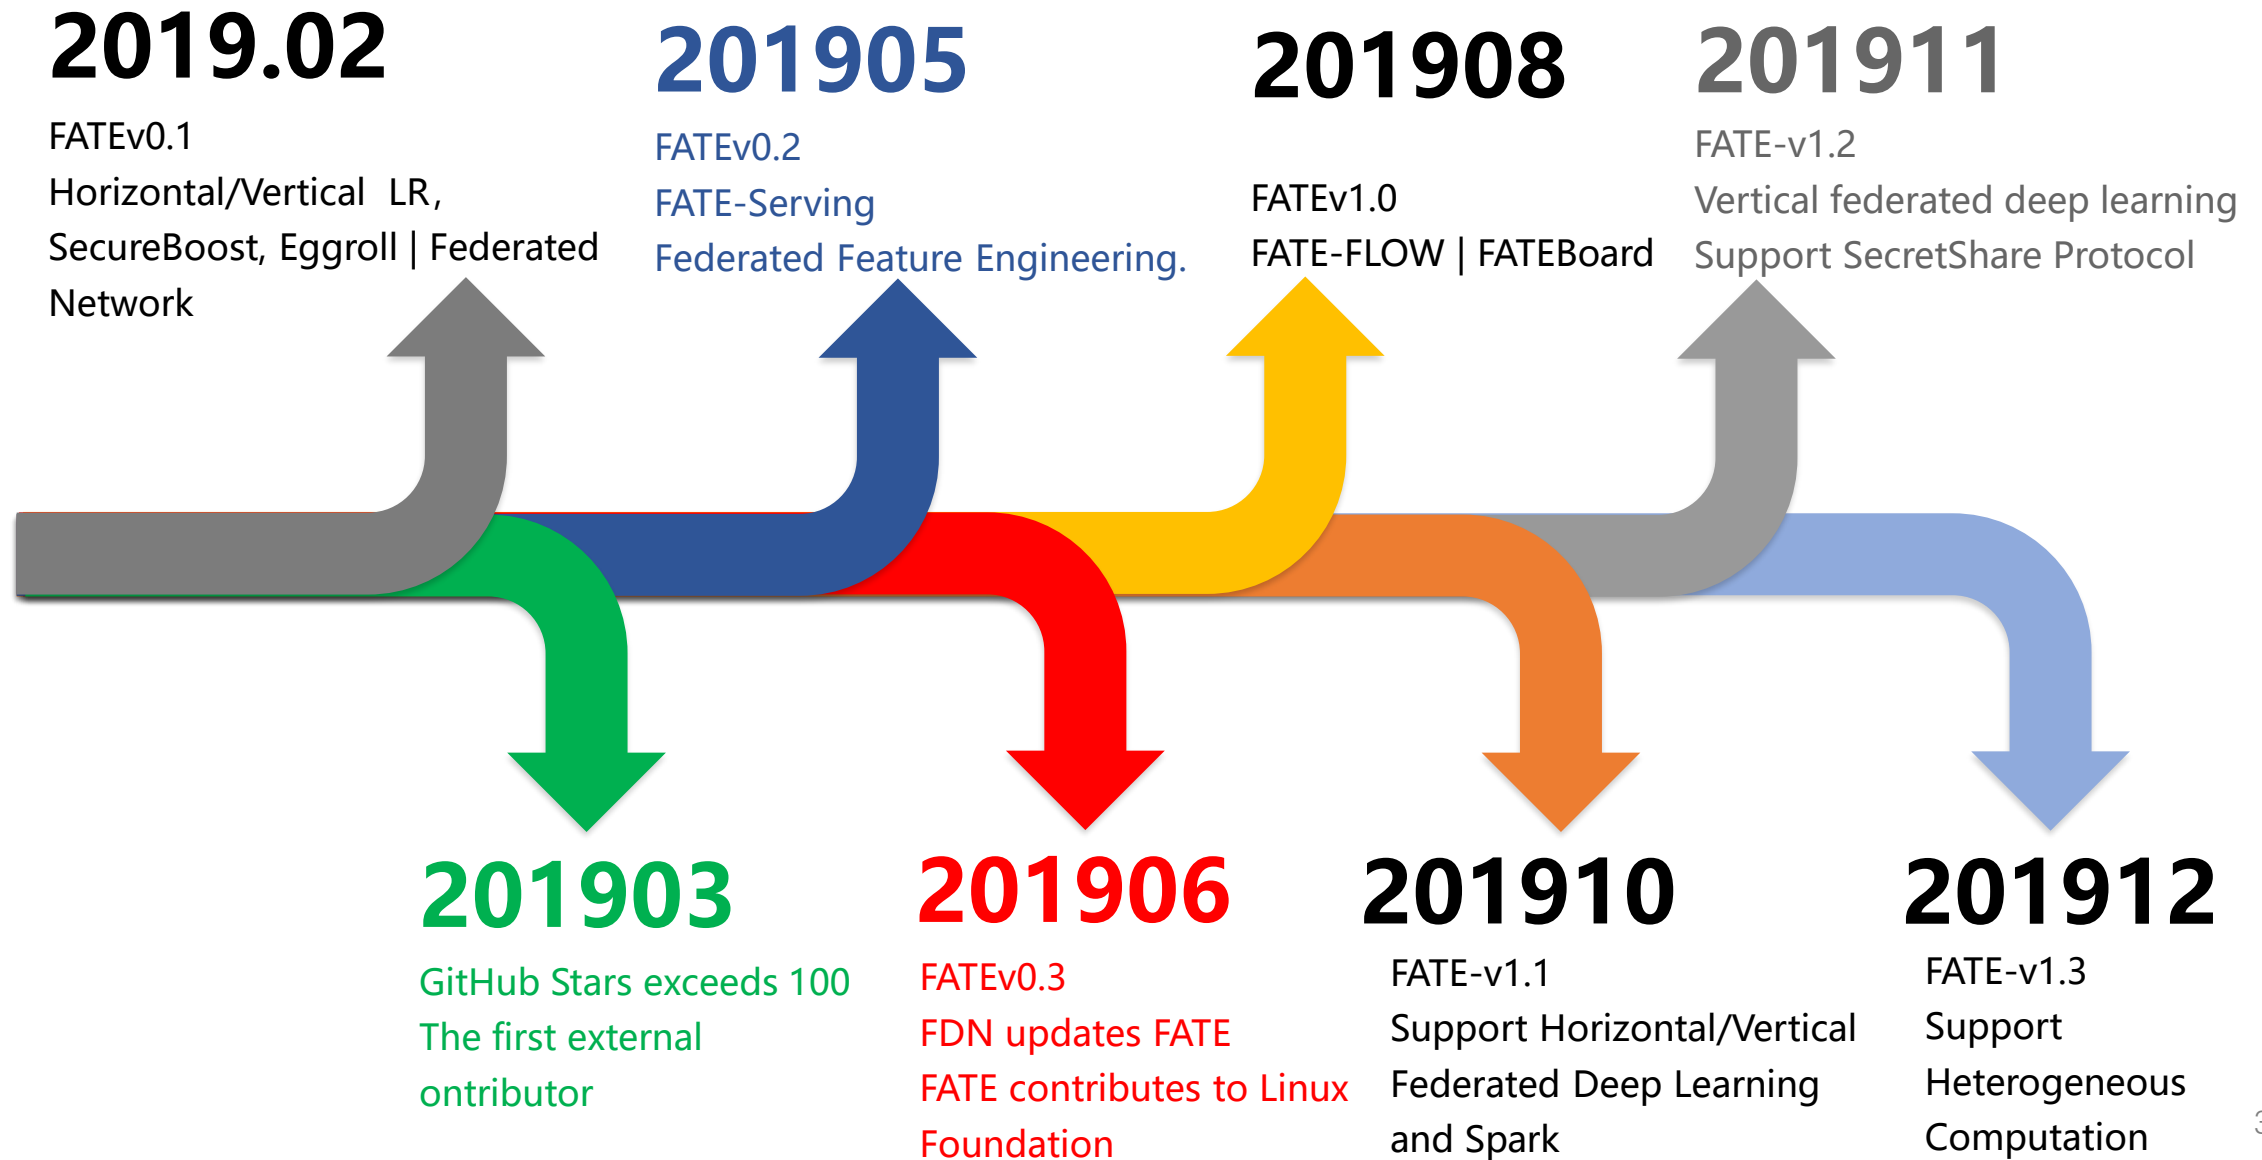 2019.02
FATEv0.1
Horizontal/Vertical LR,
SecureBoost, Eggroll | Federated
Network
201905
FATEv0.2
FATE-Serving
Federated Feature Engineering.
201908
FATEv1.0
FATE-FLOW | FATEBoard
201911
FATE-v1.2
Vertical federated deep learning
Support SecretShare Protocol
201903
GitHub Stars exceeds 100
The first external
ontributor
201906
FATEv0.3
FDN updates FATE
FATE contributes to Linux
Foundation
201910
FATE-v1.1
Support Horizontal/Vertical
Federated Deep Learning
and Spark
201912
FATE-v1.3
Support
Heterogeneous
Computation